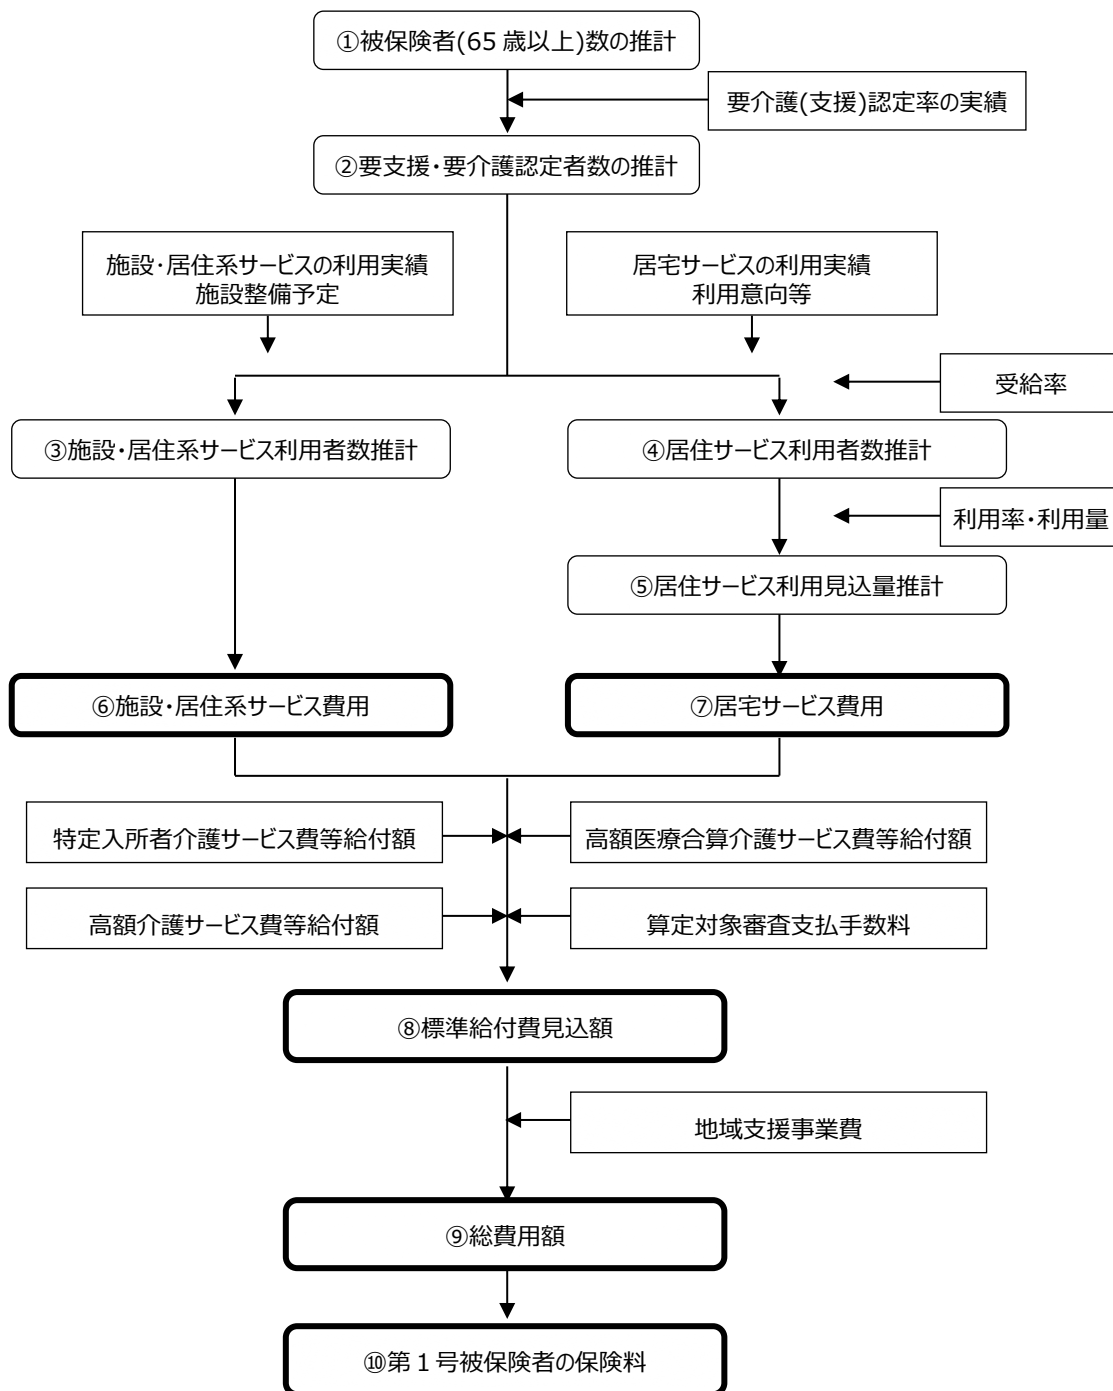 ①被保険者(65 歳以上)数の推計
要介護(支援)認定率の実績
②要支援・要介護認定者数の推計
施設・居住系サービスの利用実績
施設整備予定
居宅サービスの利用実績
利用意向等
受給率
③施設・居住系サービス利用者数推計
④居住サービス利用者数推計
利用率・利用量
⑤居住サービス利用見込量推計
⑥施設・居住系サービス費用
⑦居宅サービス費用
特定入所者介護サービス費等給付額
高額医療合算介護サービス費等給付額
高額介護サービス費等給付額
算定対象審査支払手数料
⑧標準給付費見込額
地域支援事業費
⑨総費用額
⑩第１号被保険者の保険料